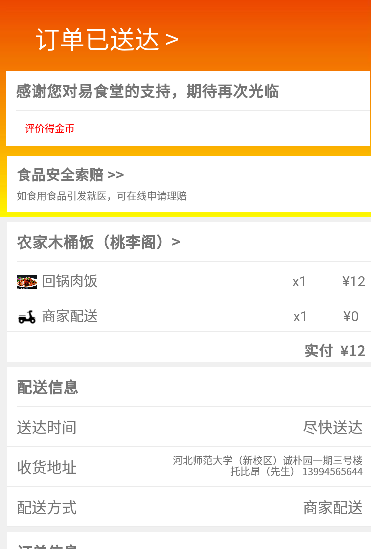 订单已送达 >
感谢您对易食堂的支持，期待再次光临
评价得金币
食品安全索赔 >>
如食用食品引发就医，可在线申请理赔
农家木桶饭（桃李阁）>
回锅肉饭 x1 ¥12
商家配送 x1 ¥0
实付 ¥12
配送信息
送达时间 尽快送达
收货地址 河北师范大学（新校区）诚朴园一期三号楼
托比昂（先生） 13994565644
配送方式 商家配送
订单信息